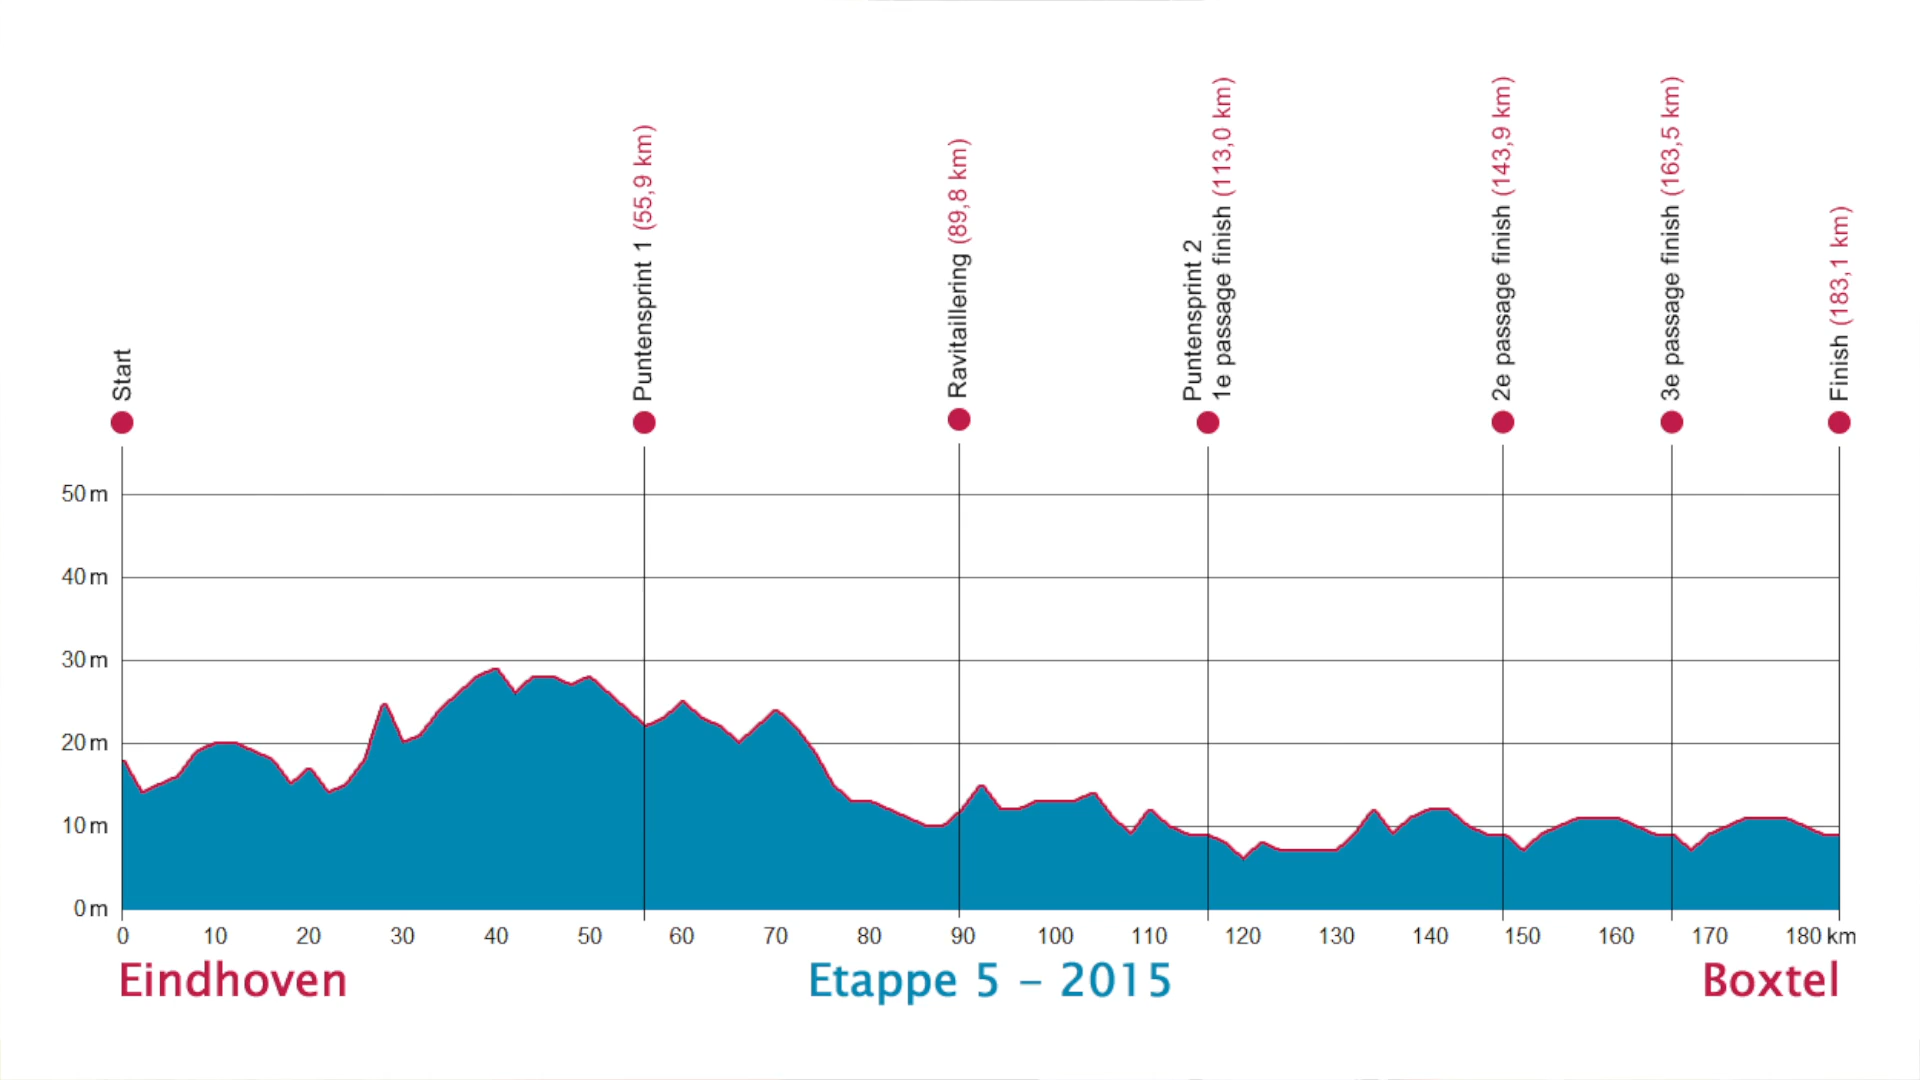 Start
Puntensprint 1 (55,9 km)
Ravitaillering (89,8 km)
Puntensprint 2
1e passage finish (113,0 km)
2e passage finish (143,9 km)
3e passage finish (163,5 km)
Finish (183,1 km)
50 m
40 m
30 m
20 m
10 m
0 m
0 10 20 30 40 50 60 70 80 90 100 110 120 130 140 150 160 170 180 km
Eindhoven Etappe 5 – 2015 Boxtel